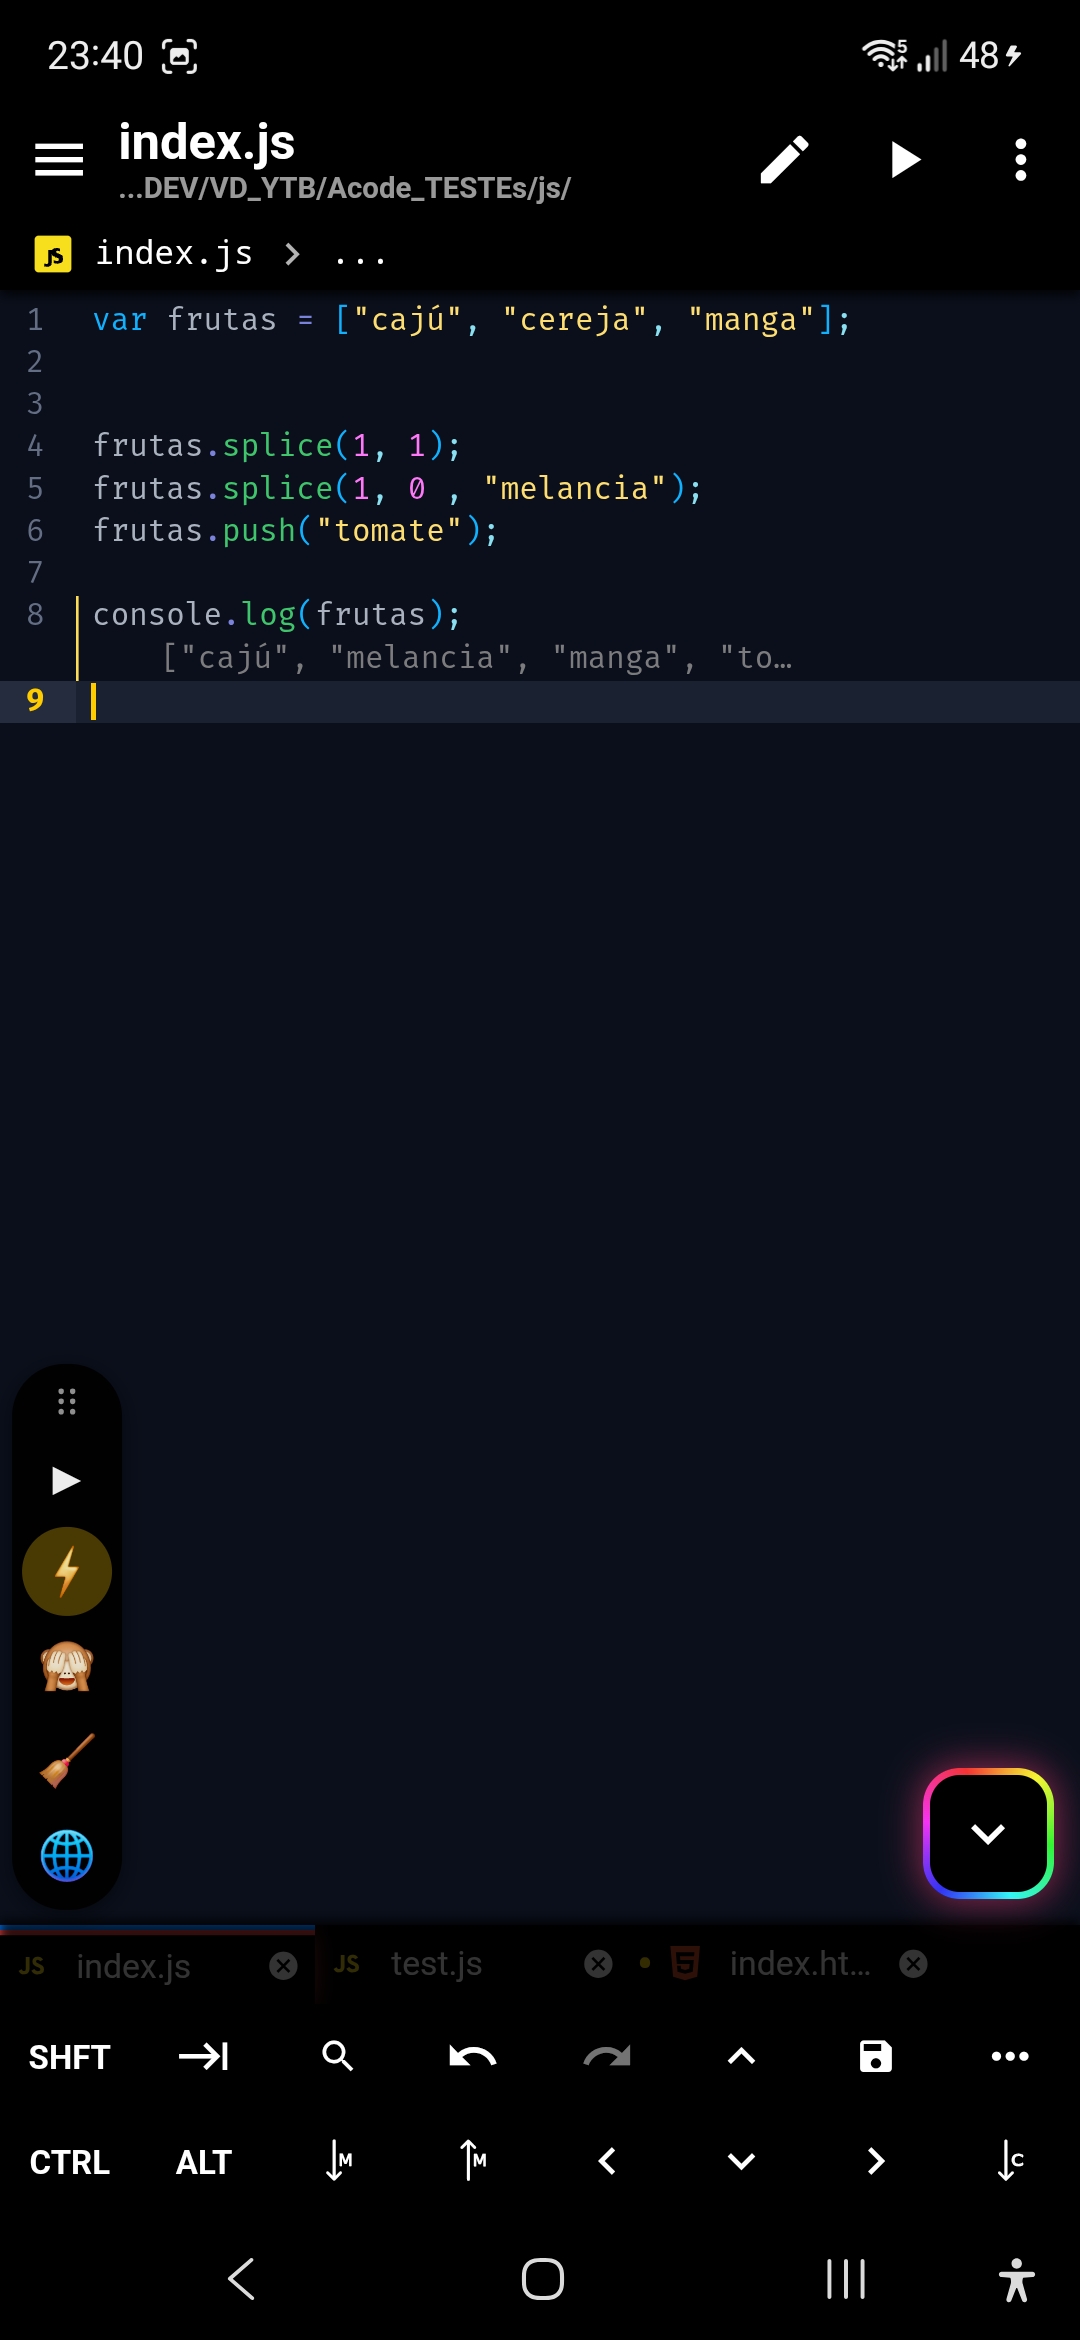 23:40
5
48
index.js
...DEV/VD_YTB/Acode_TESTEs/js/
JS index.js > ...
1 var frutas = ["cajú", "cereja", "manga"];
2
3
4 frutas.splice(1, 1);
5 frutas.splice(1, 0 , "melancia");
6 frutas.push("tomate");
7
8 console.log(frutas);
["cajú", "melancia", "manga", "to…
9
JS index.js JS test.js index.ht...
SHFT
CTRL ALT M M C